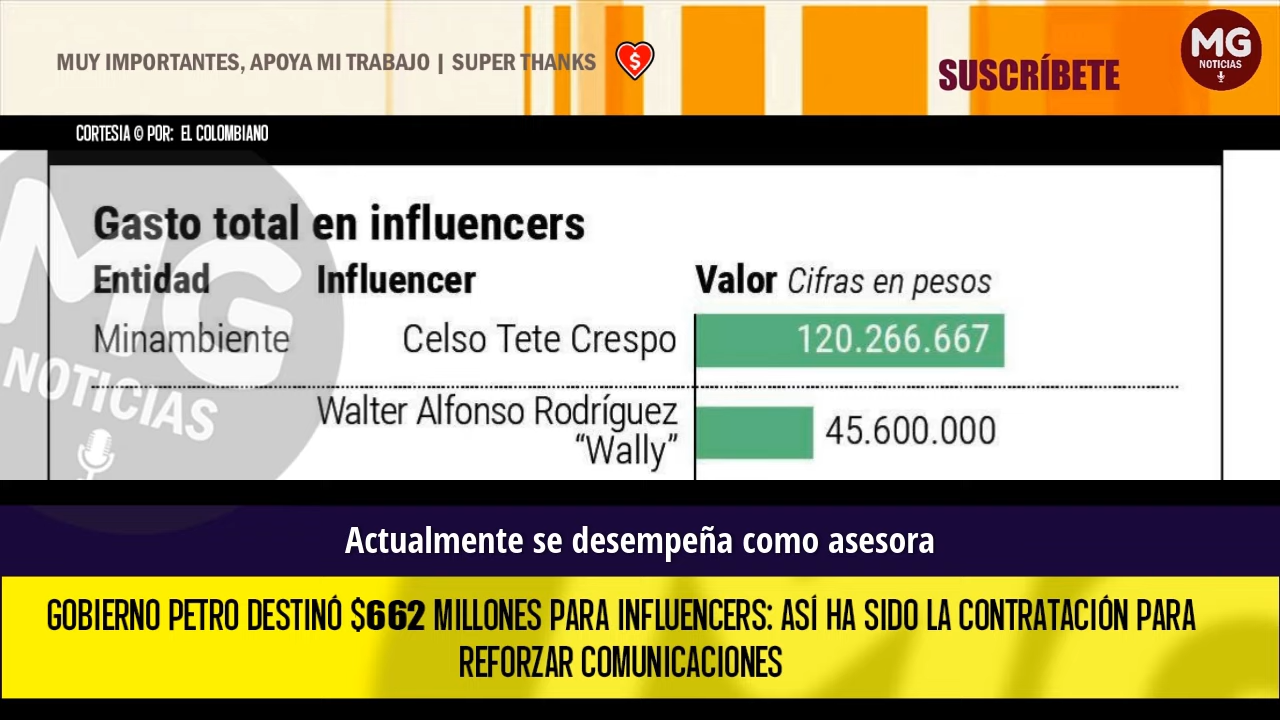 MUY IMPORTANTES, APOYA MI TRABAJO | SUPER THANKS
$
SUSCRÍBETE
MG
NOTICIAS
CORTESIA © POR: EL COLOMBIANO
Gasto total en influencers
Entidad Influencer Valor Cifras en pesos
Minambiente Celso Tete Crespo 120.266.667
Walter Alfonso Rodríguez
“Wally” 45.600.000
MG
NOTICIAS
Actualmente se desempeña como asesora
GOBIERNO PETRO DESTINÓ $662 MILLONES PARA INFLUENCERS: ASÍ HA SIDO LA CONTRATACIÓN PARA
REFORZAR COMUNICACIONES